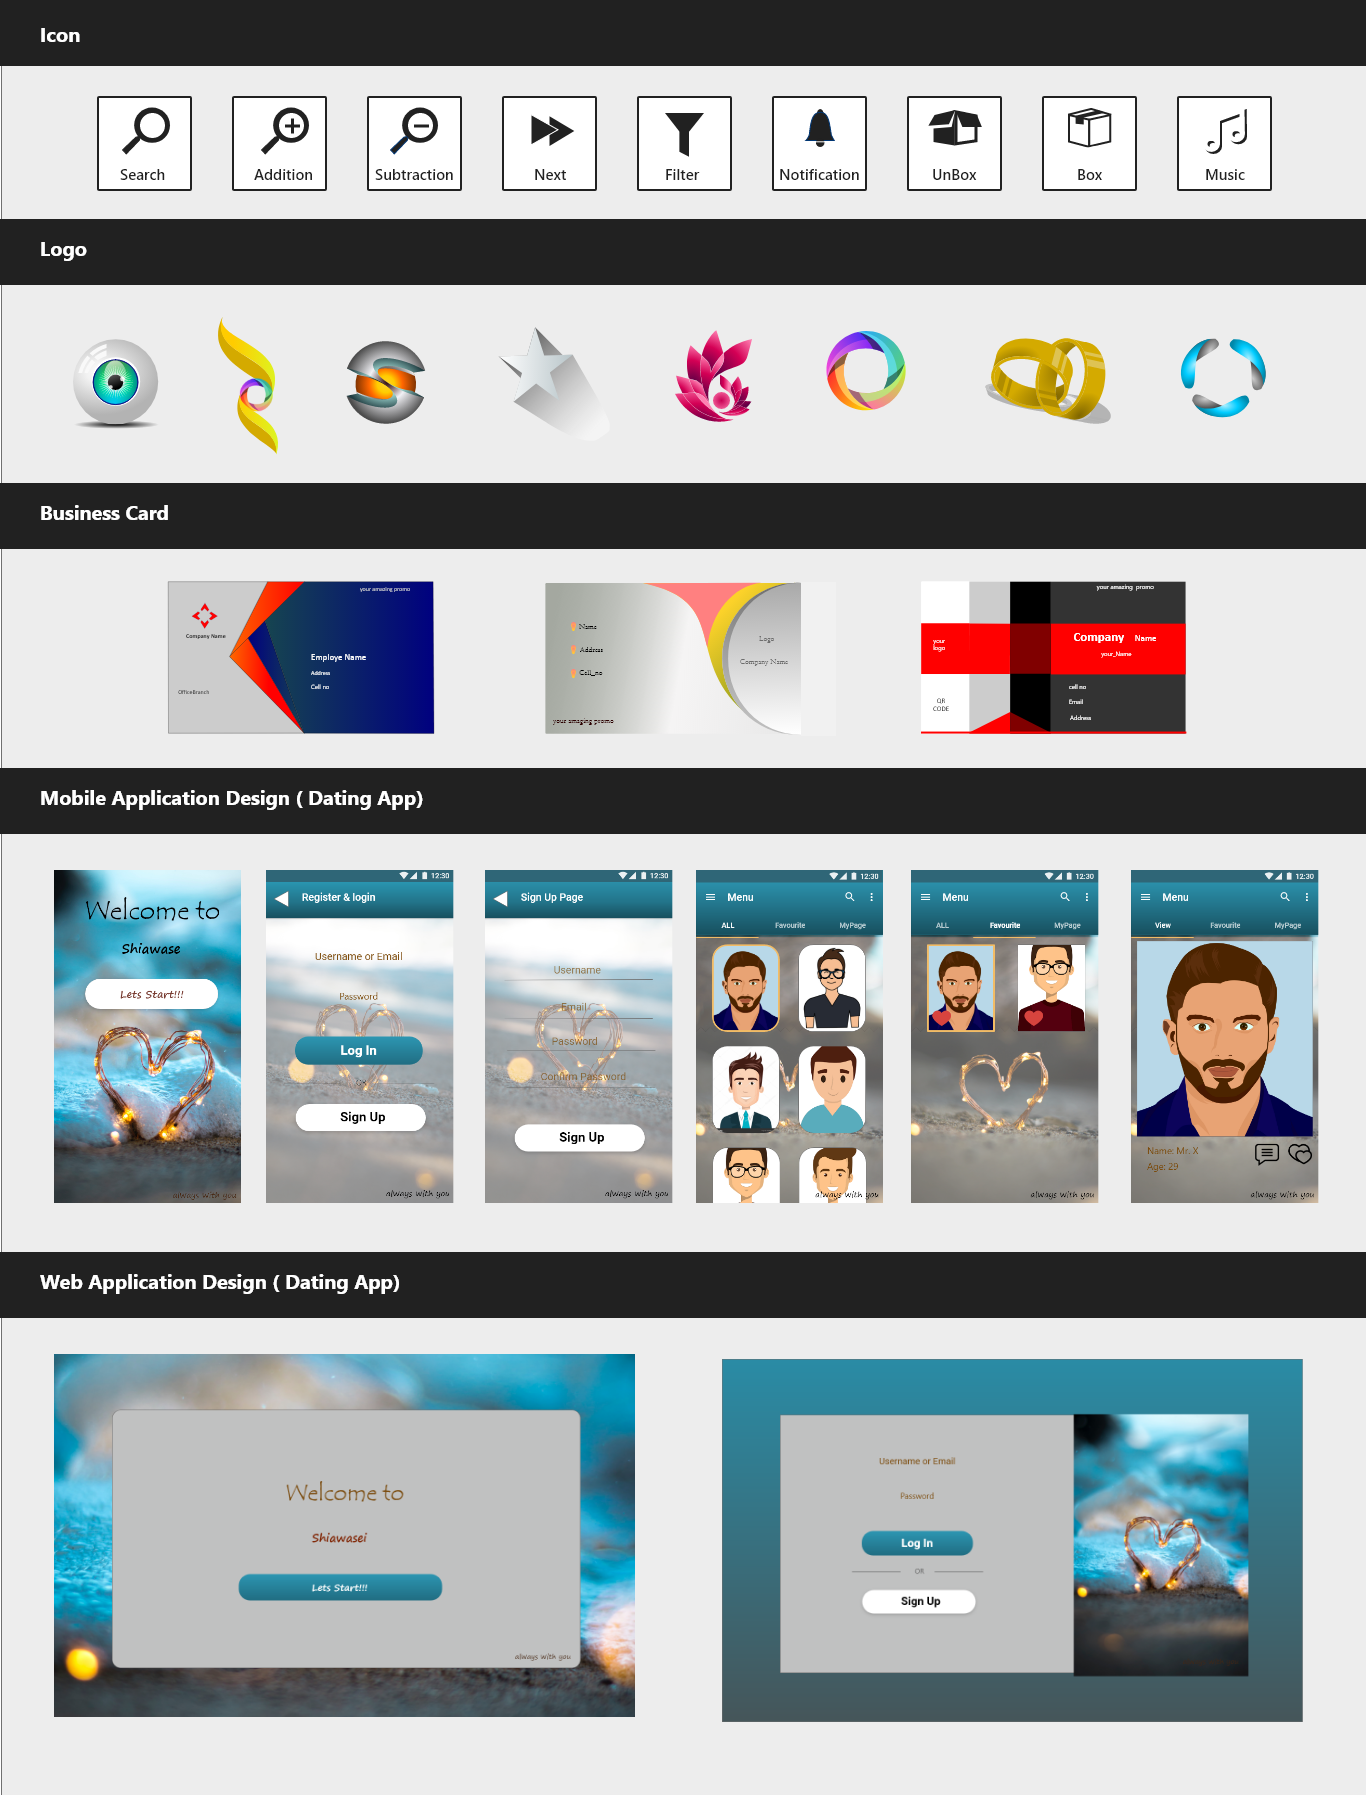 Icon
Search
Addition
Subtraction
Next
Filter
Notification
UnBox
Box
Music
Logo
Business Card
your amazing promo
Company Name
Employe Name
Address
Cell no
OfficeBranch
Name
Address
Cell_no
your amaging promo
Logo
Company Name
your amazing promo
your
logo
Company Name
your_Name
QR
CODE
cell no
Email
Address
Mobile Application Design ( Dating App)
Welcome to
Shiawase
Lets Start!!!
always with you
12:30
Register & login
Username or Email
Password
Log In
Sign Up
always with you
12:30
Sign Up Page
Username
Email
Password
Confirm Password
Sign Up
always with you
12:30
Menu
ALL Favourite MyPage
always with you
12:30
Menu
ALL Favourite MyPage
always with you
12:30
Menu
View Favourite MyPage
Name: Mr. X
Age: 29
always with you
Web Application Design ( Dating App)
Welcome to
Shiawasei
Lets Start!!!
always with you
Username or Email
Password
Log In
OR
Sign Up